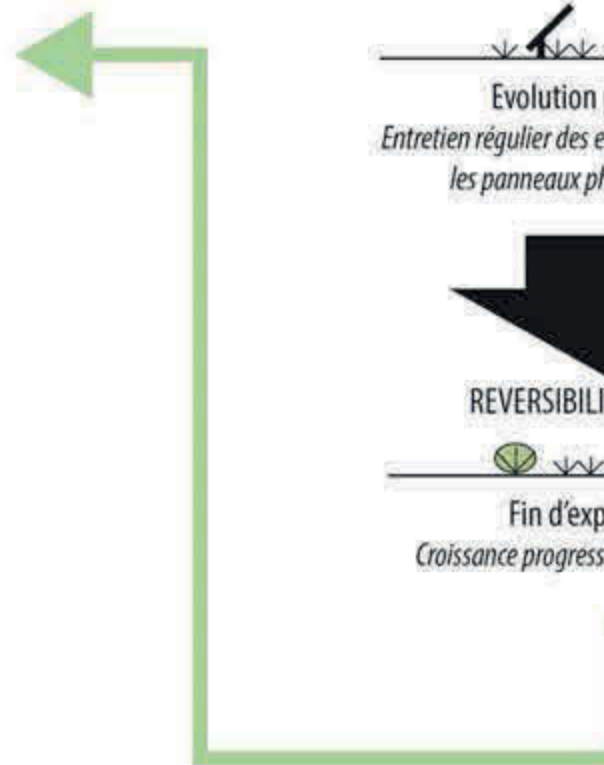 Evolution
Entretien régulier des e
les panneaux ph
REVERSIBILI
Fin d'exp
Croissance progress